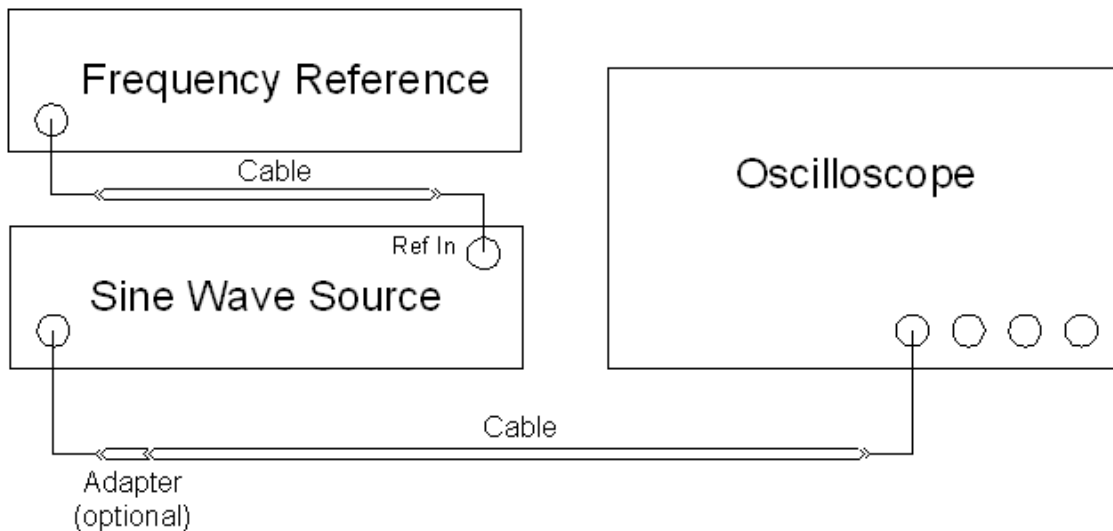 Frequency Reference
Cable
Oscilloscope
Ref In
Sine Wave Source
Cable
Adapter
(optional)